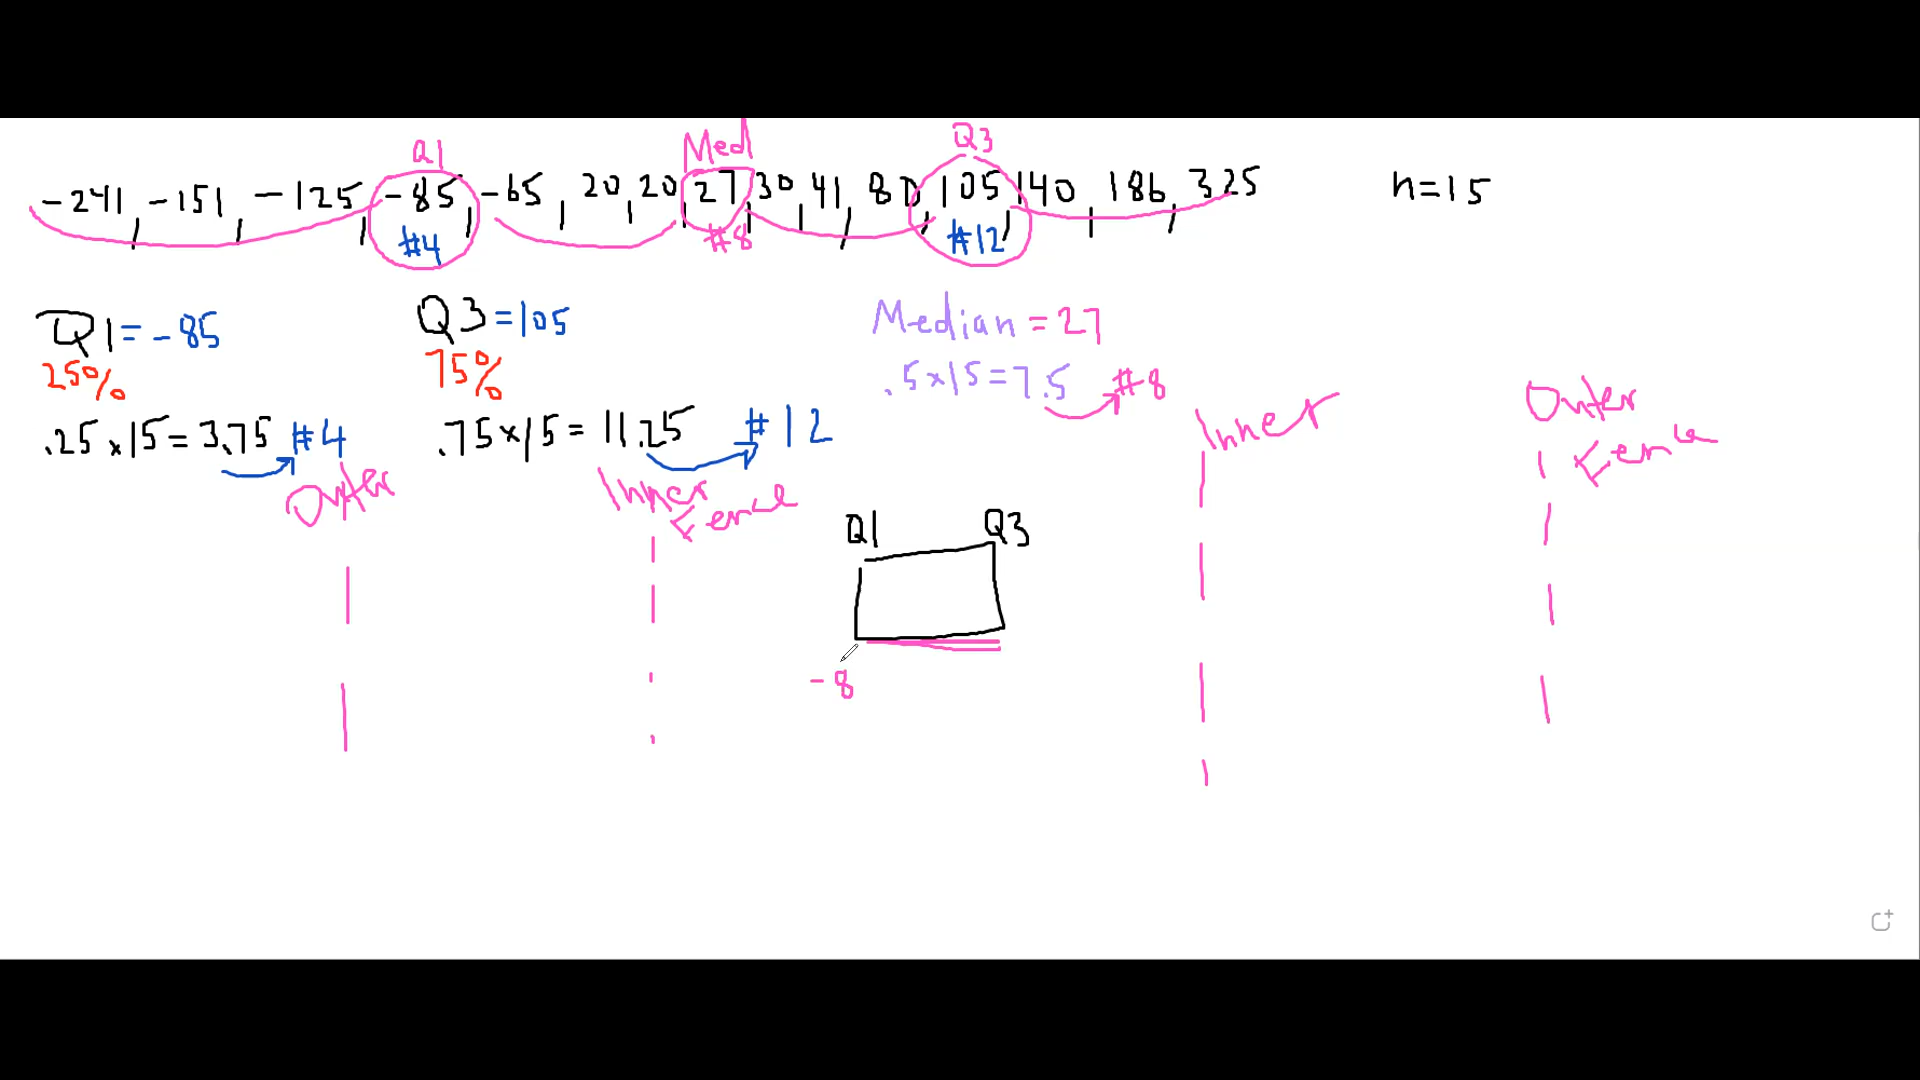 Q1 Med Q3
-241, -151, -125, -85, -65, 20, 20, 27, 30, 41, 80, 105, 140, 186, 325 n=15
#4 #8 #12
Q1 = -85 Q3 = 105 Median = 27
25% 75% .5x15=7.5 #8
.25x15=3.75 #4 .75x15=11.25 #12 Inner Outer Fence
Outer Inner Fence
Q1 Q3
-8